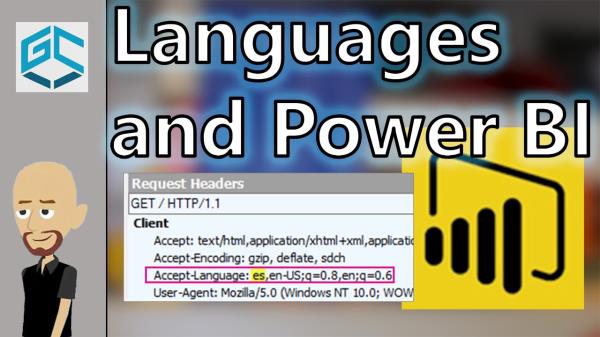 GC
Languages
and Power BI
Request Headers
GET / HTTP/1.1
Client
Accept: text/html,application/xhtml+xml,applicatio
Accept-Encoding: gzip, deflate, sdch
Accept-Language: es,en-US;q=0.8,en;q=0.6
User-Agent: Mozilla/5.0 (Windows NT 10.0; WOW